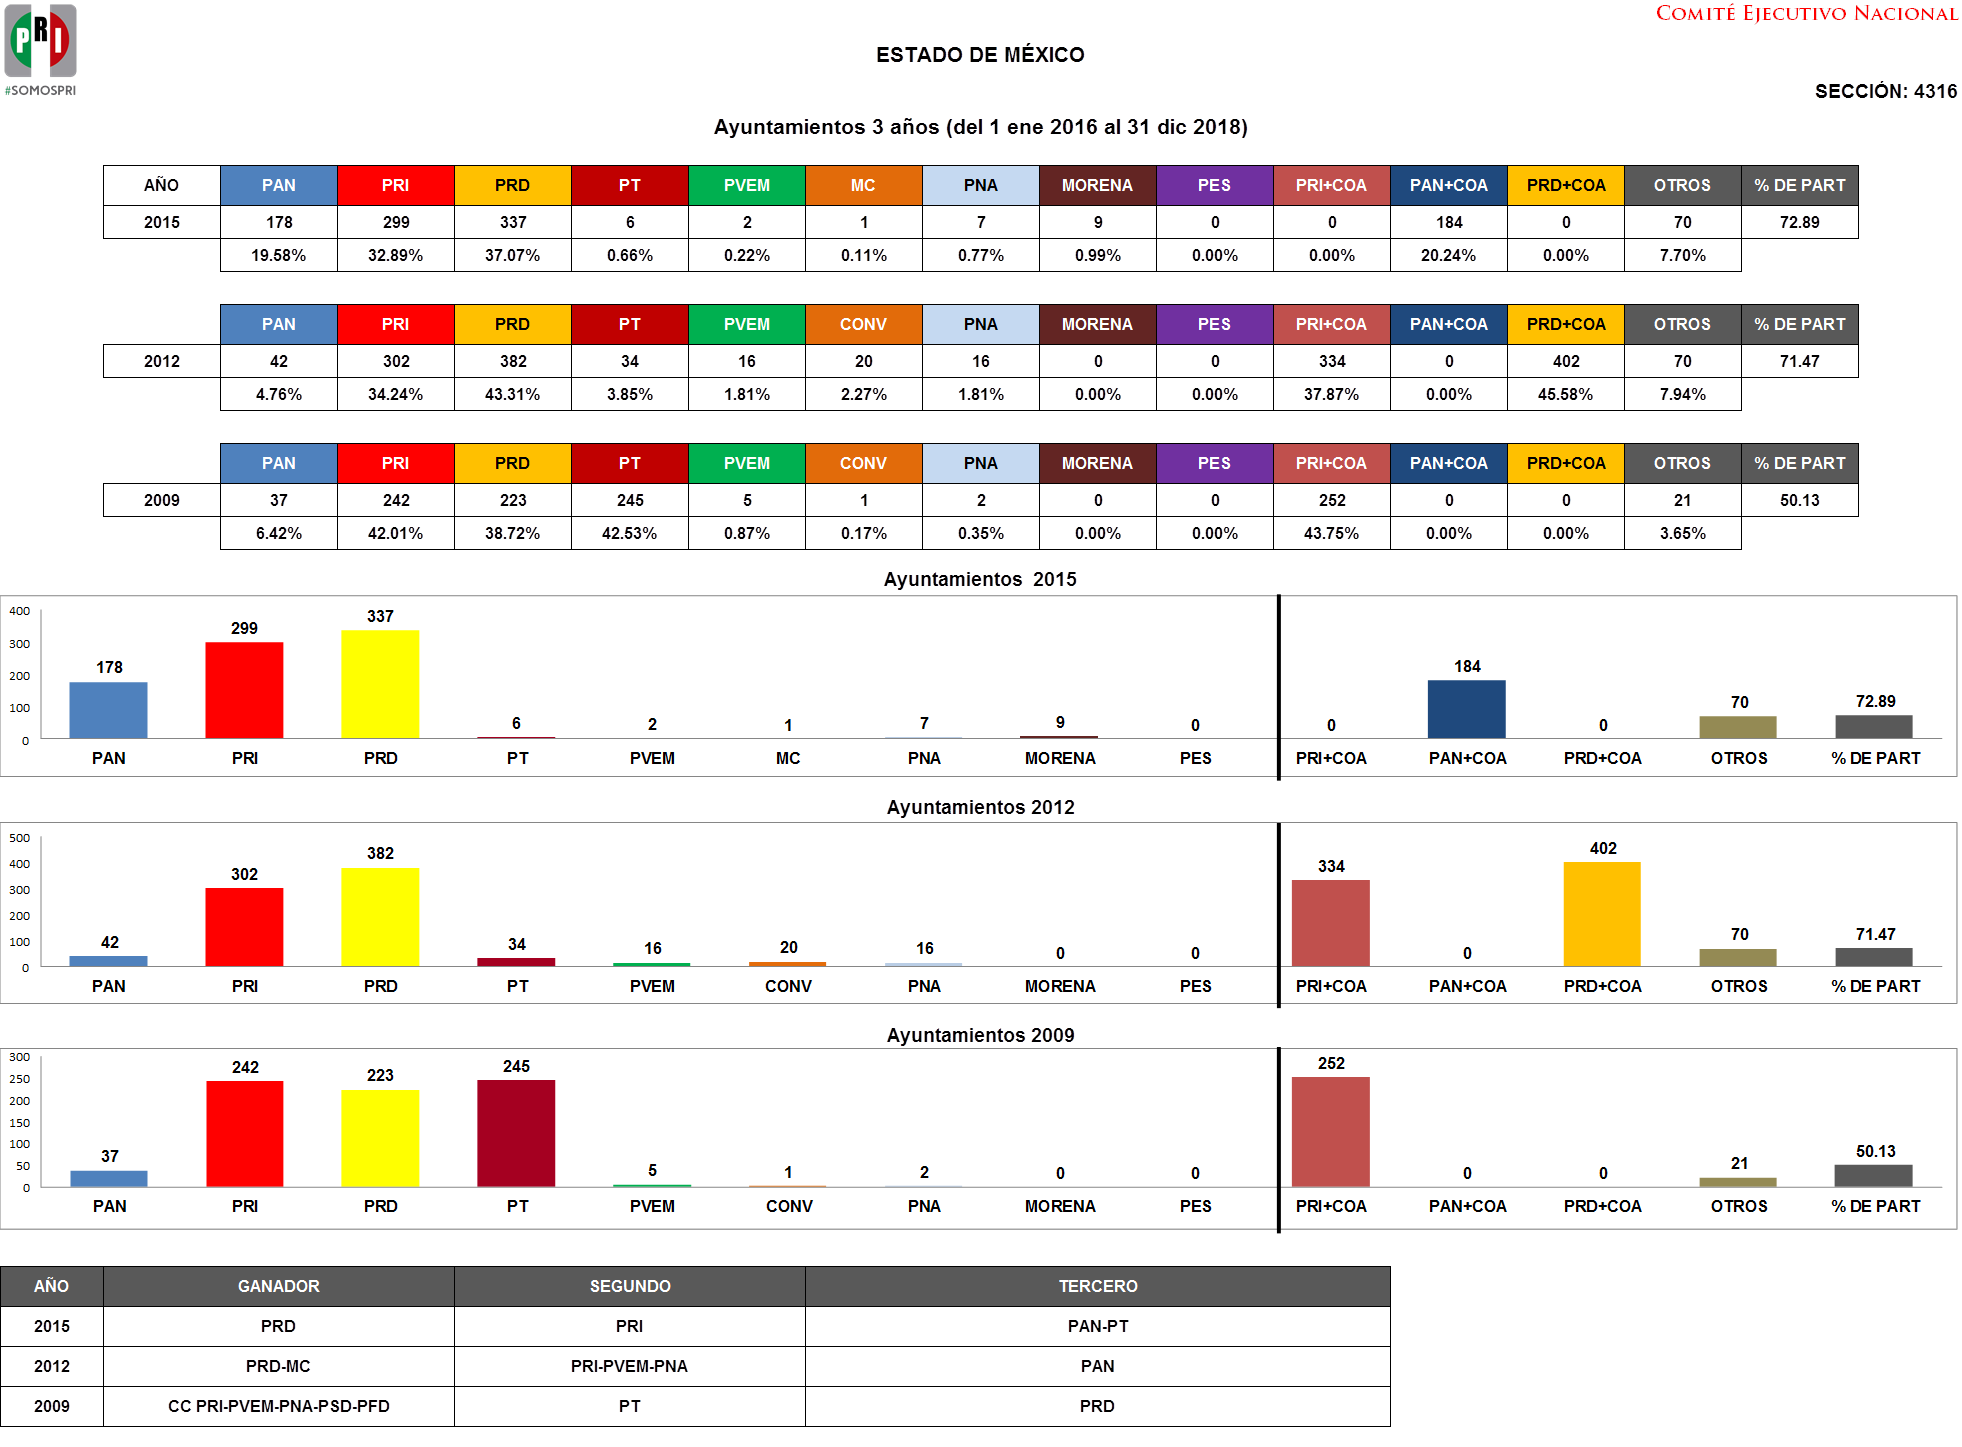 PRI
#SOMOSPRI
COMITÉ EJECUTIVO NACIONAL
ESTADO DE MÉXICO
SECCIÓN: 4316
Ayuntamientos 3 años (del 1 ene 2016 al 31 dic 2018)
AÑO PAN PRI PRD PT PVEM MC PNA MORENA PES PRI+COA PAN+COA PRD+COA OTROS % DE PART
2015 178 299 337 6 2 1 7 9 0 0 184 0 70 72.89
19.58% 32.89% 37.07% 0.66% 0.22% 0.11% 0.77% 0.99% 0.00% 0.00% 20.24% 0.00% 7.70%
PAN PRI PRD PT PVEM CONV PNA MORENA PES PRI+COA PAN+COA PRD+COA OTROS % DE PART
2012 42 302 382 34 16 20 16 0 0 334 0 402 70 71.47
4.76% 34.24% 43.31% 3.85% 1.81% 2.27% 1.81% 0.00% 0.00% 37.87% 0.00% 45.58% 7.94%
PAN PRI PRD PT PVEM CONV PNA MORENA PES PRI+COA PAN+COA PRD+COA OTROS % DE PART
2009 37 242 223 245 5 1 2 0 0 252 0 0 21 50.13
6.42% 42.01% 38.72% 42.53% 0.87% 0.17% 0.35% 0.00% 0.00% 43.75% 0.00% 0.00% 3.65%
Ayuntamientos 2015
400
300
200
100
0
178 299 337 6 2 1 7 9 0 0 184 0 70 72.89
PAN PRI PRD PT PVEM MC PNA MORENA PES PRI+COA PAN+COA PRD+COA OTROS % DE PART
Ayuntamientos 2012
500
400
300
200
100
0
42 302 382 34 16 20 16 0 0 334 0 402 70 71.47
PAN PRI PRD PT PVEM CONV PNA MORENA PES PRI+COA PAN+COA PRD+COA OTROS % DE PART
Ayuntamientos 2009
300
250
200
150
100
50
0
37 242 223 245 5 1 2 0 0 252 0 0 21 50.13
PAN PRI PRD PT PVEM CONV PNA MORENA PES PRI+COA PAN+COA PRD+COA OTROS % DE PART
AÑO GANADOR SEGUNDO TERCERO
2015 PRD PRI PAN-PT
2012 PRD-MC PRI-PVEM-PNA PAN
2009 CC PRI-PVEM-PNA-PSD-PFD PT PRD